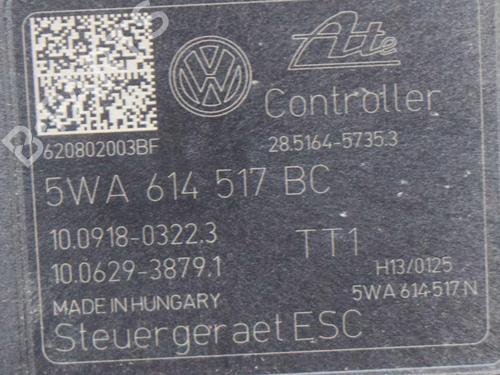 Ate
Controller
620802003BF
28.5164-5735.3
5WA 614 517 BC
10.0918-0322.3
TT1
10.0629-3879.1
H13/0125
MADE IN HUNGARY
5WA 614 517 N
Steuergeraet ESC